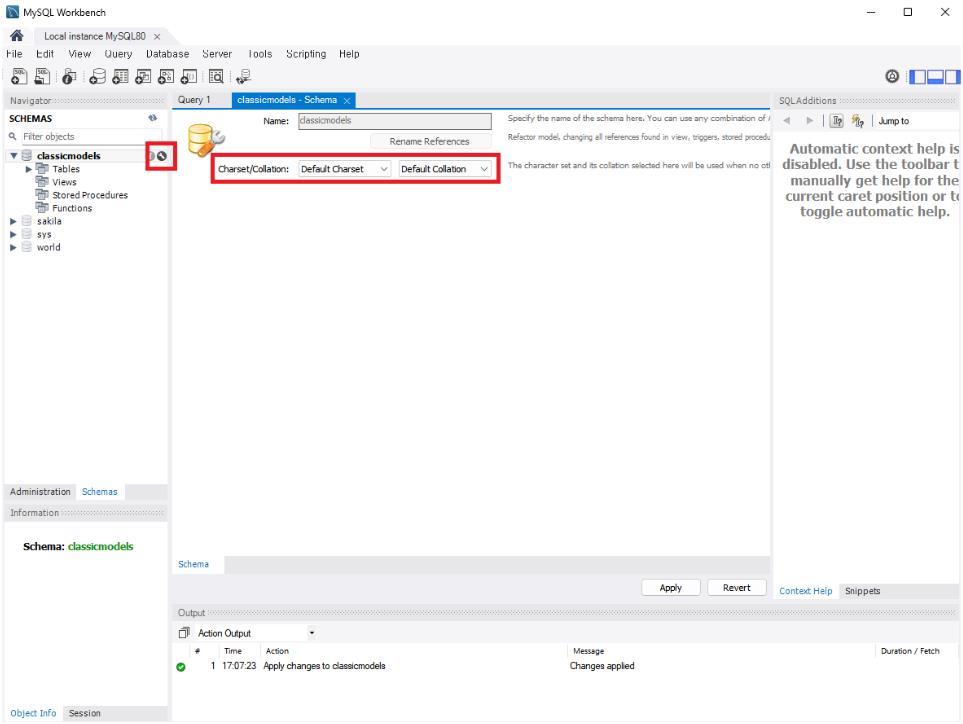 MySQL Workbench
Local instance MySQL80
File Edit View Query Database Server Tools Scripting Help
Navigator
SCHEMAS
Filter objects
classicmodels
Tables
Views
Stored Procedures
Functions
sakila
sys
world
Administration Schemas
Information
Schema: classicmodels
Object Info Session
Query 1 classicmodels - Schema
Name: classicmodels
Specify the name of the schema here. You can use any combination of
Rename References
Refactor model, changing all references found in view, triggers, stored procedu
Charset/Collation: Default Charset Default Collation
The character set and its collation selected here will be used when no ot
Schema
Apply Revert
SQLAdditions
Jump to
Automatic context help is
disabled. Use the toolbar t
manually get help for the
current caret position or to
toggle automatic help.
Context Help Snippets
Output
Action Output
# Time Action Message Duration / Fetch
1 17:07:23 Apply changes to classicmodels Changes applied